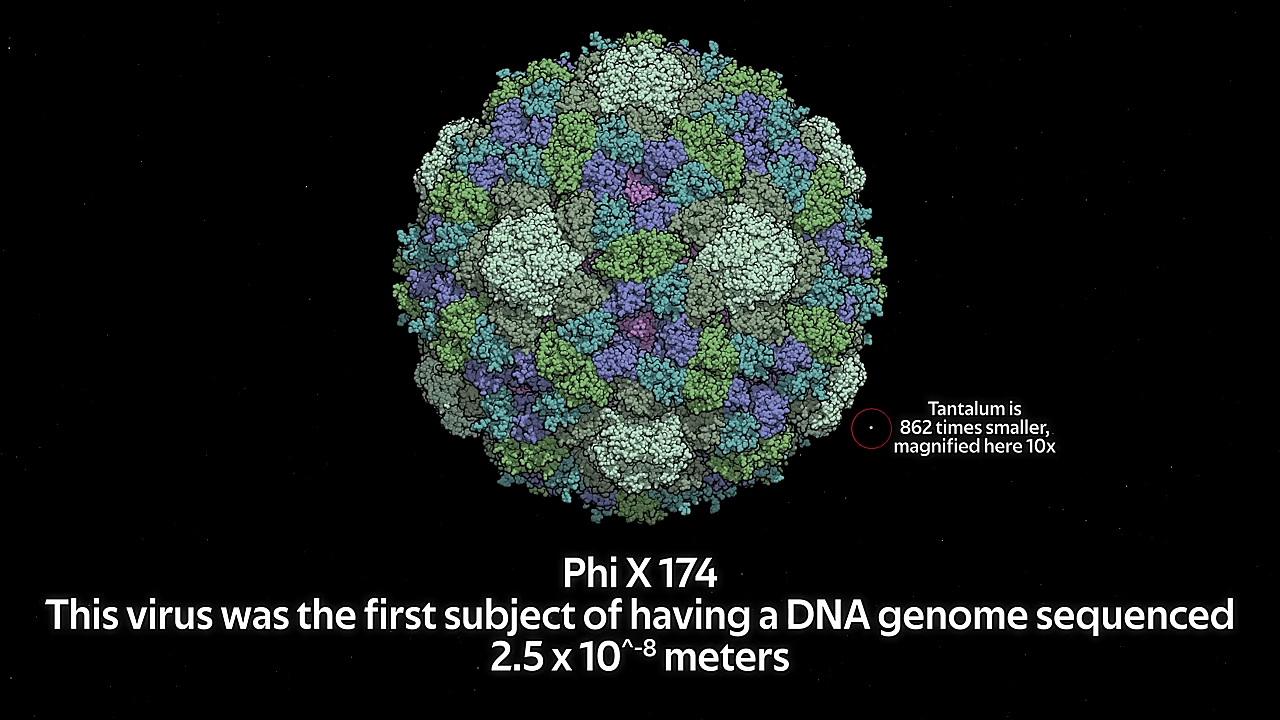 Tantalum is
862 times smaller,
magnified here 10x
Phi X 174
This virus was the first subject of having a DNA genome sequenced
2.5 x 10^-8 meters